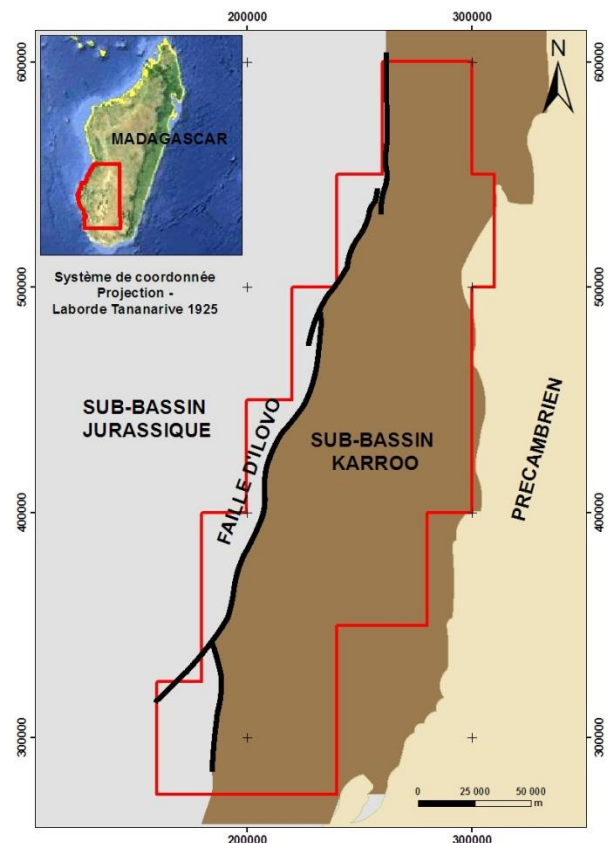 200000
300000
600000
600000
N
MADAGASCAR
Système de coordonnée
Projection -
Laborde Tananarive 1925
500000
500000
SUB-BASSIN
JURASSIQUE
FAILLE D'ILOVO
SUB-BASSIN
KARROO
PRECAMBRIEN
400000
400000
300000
300000
0 25 000 50 000
m
200000
300000